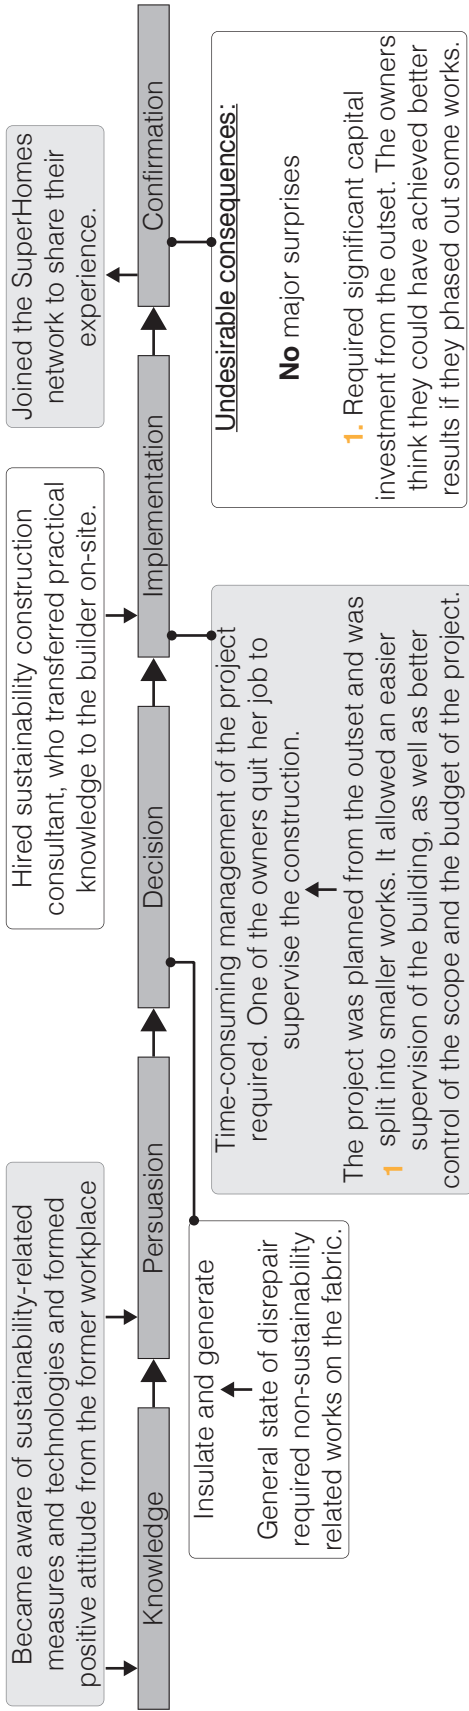 Became aware of sustainability-related
measures and technologies and formed
positive attitude from the former workplace
Hired sustainability construction
consultant, who transferred practical
knowledge to the builder on-site.
Joined the SuperHomes
network to share their
experience.
Knowledge
Persuasion
Decision
Implementation
Confirmation
Insulate and generate
General state of disrepair
required non-sustainability
related works on the fabric.
Time-consuming management of the project
required. One of the owners quit her job to
supervise the construction.
The project was planned from the outset and was
1 split into smaller works. It allowed an easier
supervision of the building, as well as better
control of the scope and the budget of the project.
Undesirable consequences:
No major surprises
1. Required significant capital
investment from the outset. The owners
think they could have achieved better
results if they phased out some works.